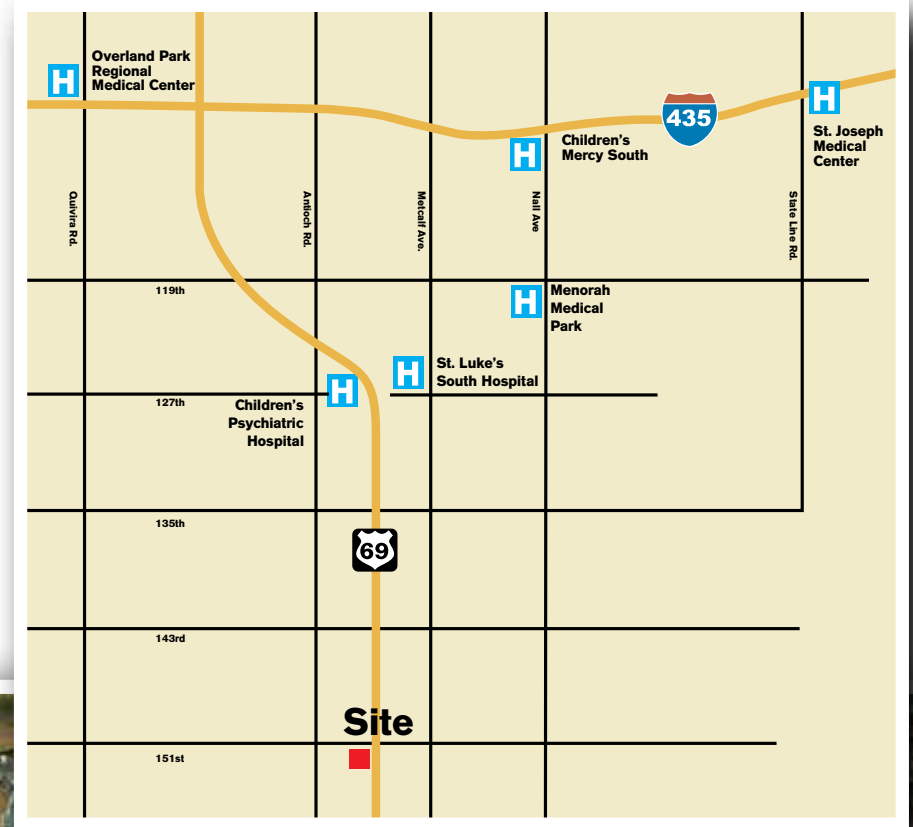 Overland Park
Regional
Medical Center
H
435
H
St. Joseph
Medical
Center
Children's
Mercy South
H
Quivira Rd.
Antioch Rd.
Metcalf Ave.
Nall Ave
State Line Rd.
119th
H
Menorah
Medical
Park
H
St. Luke's
South Hospital
H
127th
Children's
Psychiatric
Hospital
135th
69
143rd
Site
151st